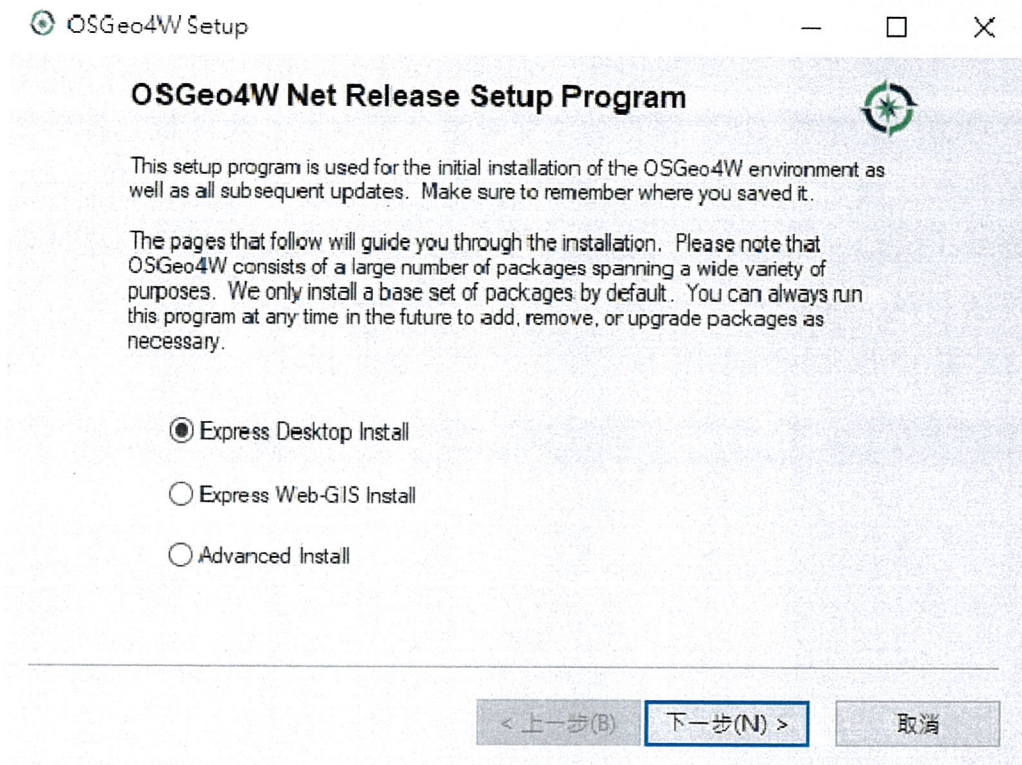 OSGeo4W Setup
OSGeo4W Net Release Setup Program
This setup program is used for the initial installation of the OSGeo4W environment as
well as all subsequent updates. Make sure to remember where you saved it.
The pages that follow will guide you through the installation. Please note that
OSGeo4W consists of a large number of packages spanning a wide variety of
purposes. We only install a base set of packages by default. You can always run
this program at any time in the future to add, remove, or upgrade packages as
necessary.
Express Desktop Install
Express Web-GIS Install
Advanced Install
< 上一步(B) 下一步(N) > 取消